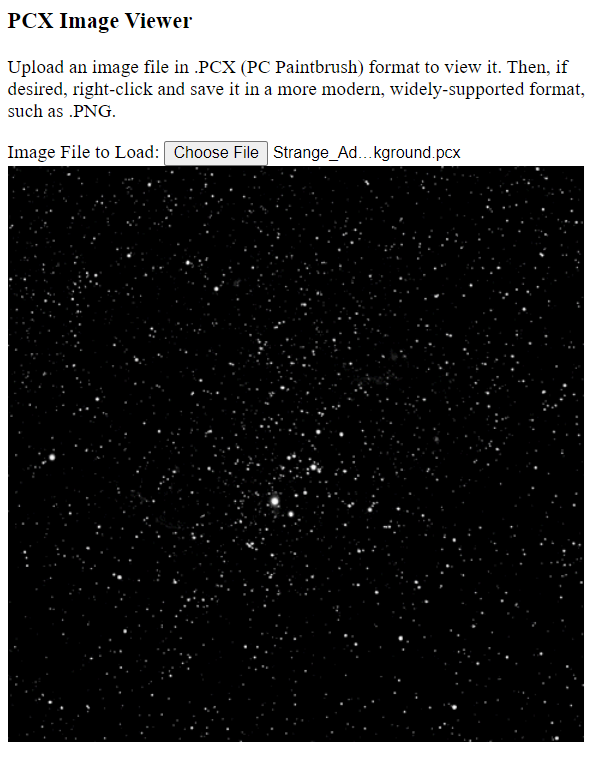 PCX Image Viewer
Upload an image file in .PCX (PC Paintbrush) format to view it. Then, if
desired, right-click and save it in a more modern, widely-supported format,
such as .PNG.
Image File to Load: Choose File Strange_Ad...kground.pcx